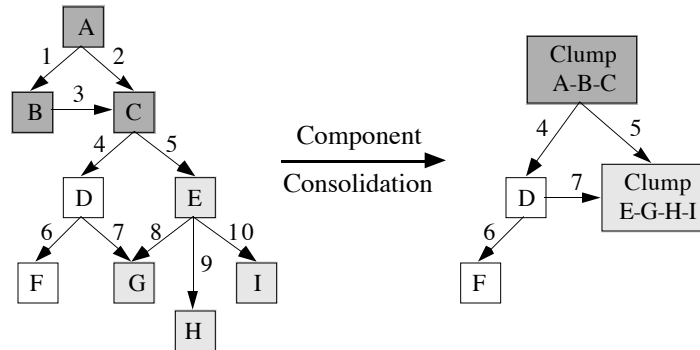 A
1 2
B 3 C
4 5
D E
6 7 8 10
9
F G I
H
Component
Consolidation
Clump
A-B-C
4 5
D 7 Clump
E-G-H-I
6
F